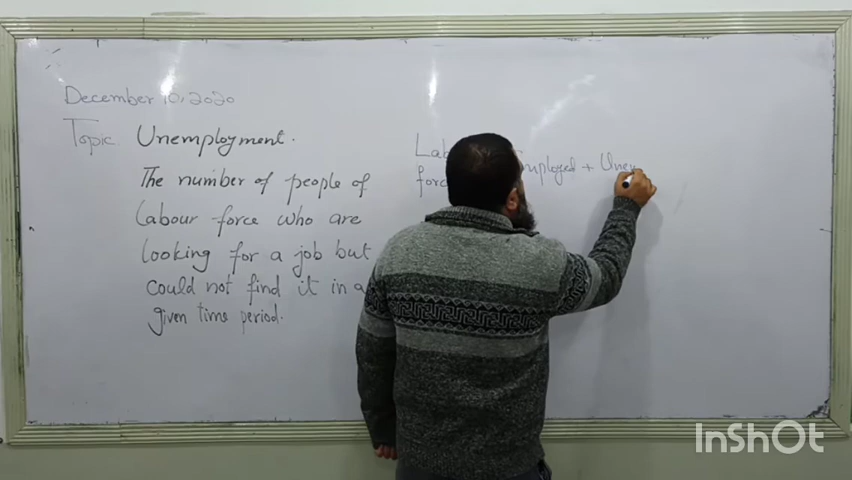 December 10, 2020
Topic Unemployment.
The number of people of
Labour force who are
looking for a job but
could not find it in a
given time period.
+
InShOt